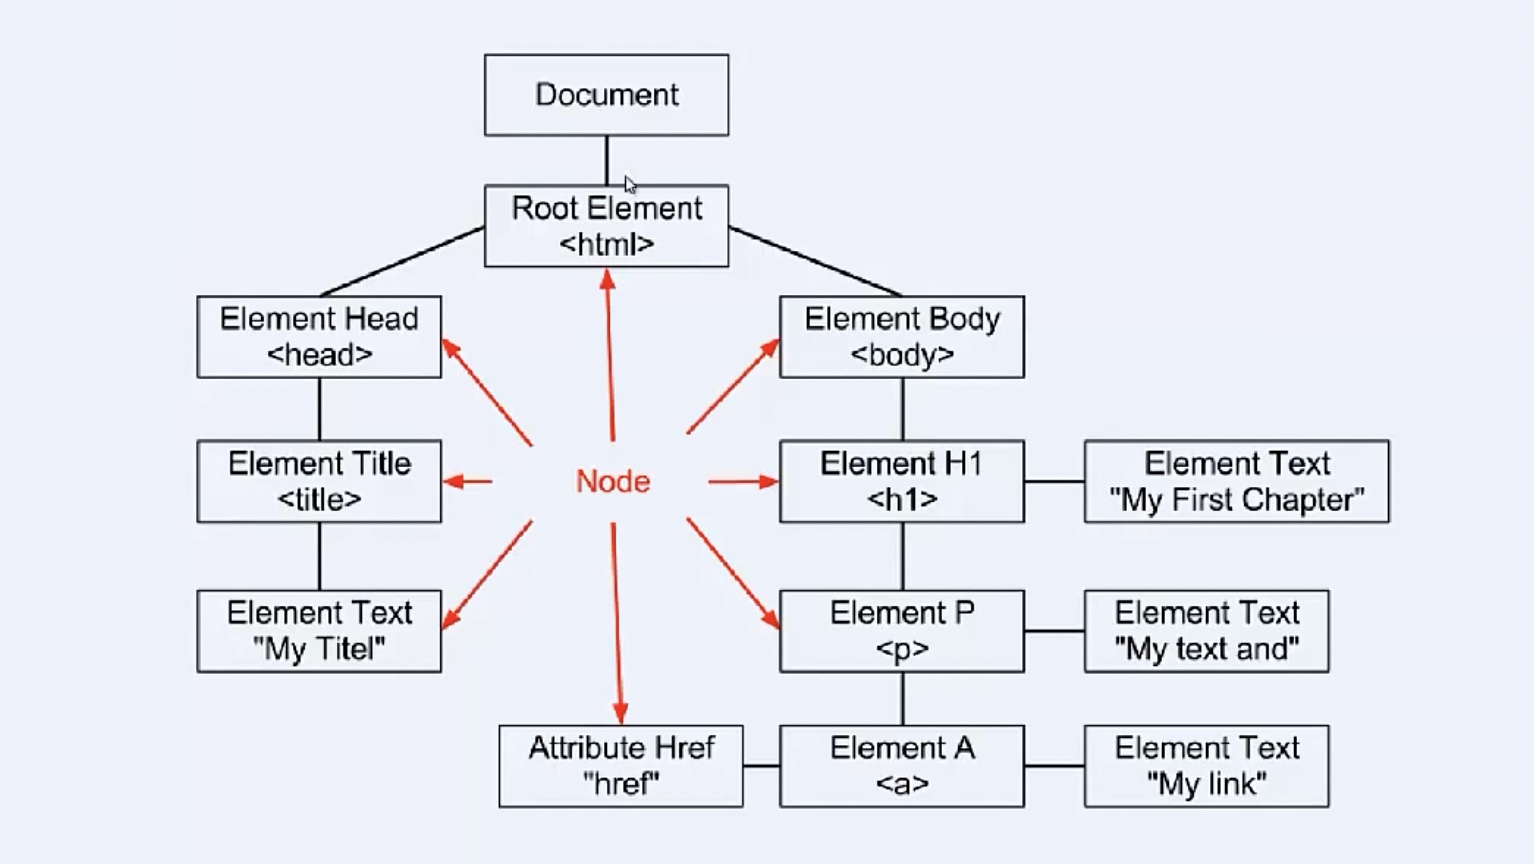 Document
Root Element
<html>
Element Head
<head>
Element Body
<body>
Element Title
<title>
Node
Element H1
<h1>
Element Text
"My First Chapter"
Element Text
"My Titel"
Element P
<p>
Element Text
"My text and"
Attribute Href
"href"
Element A
<a>
Element Text
"My link"